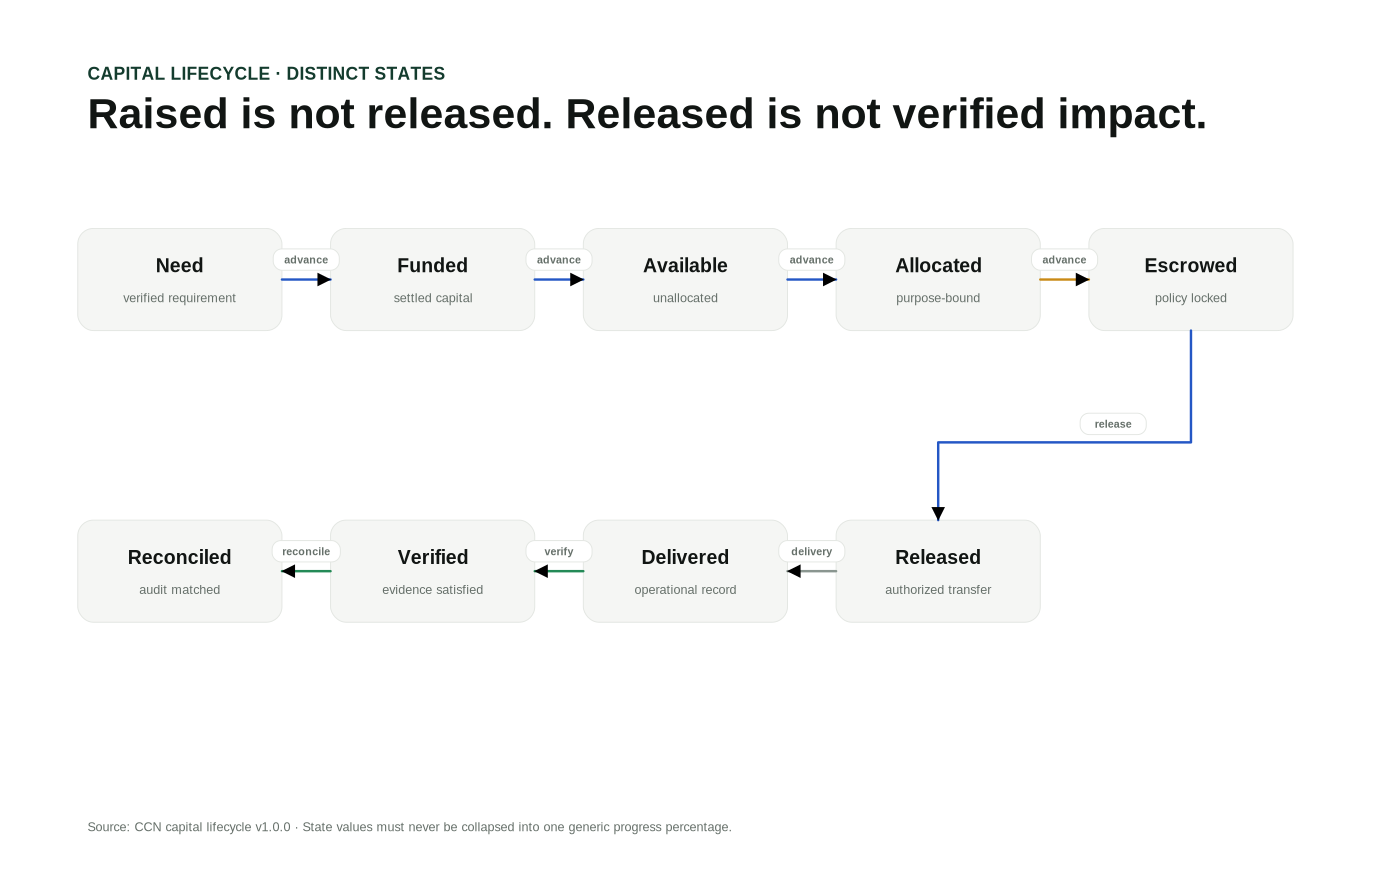 CAPITAL LIFECYCLE · DISTINCT STATES
Raised is not released. Released is not verified impact.
Need
verified requirement
advance
Funded
settled capital
advance
Available
unallocated
advance
Allocated
purpose-bound
advance
Escrowed
policy locked
release
Reconciled
audit matched
reconcile
Verified
evidence satisfied
verify
Delivered
operational record
delivery
Released
authorized transfer
Source: CCN capital lifecycle v1.0.0 · State values must never be collapsed into one generic progress percentage.